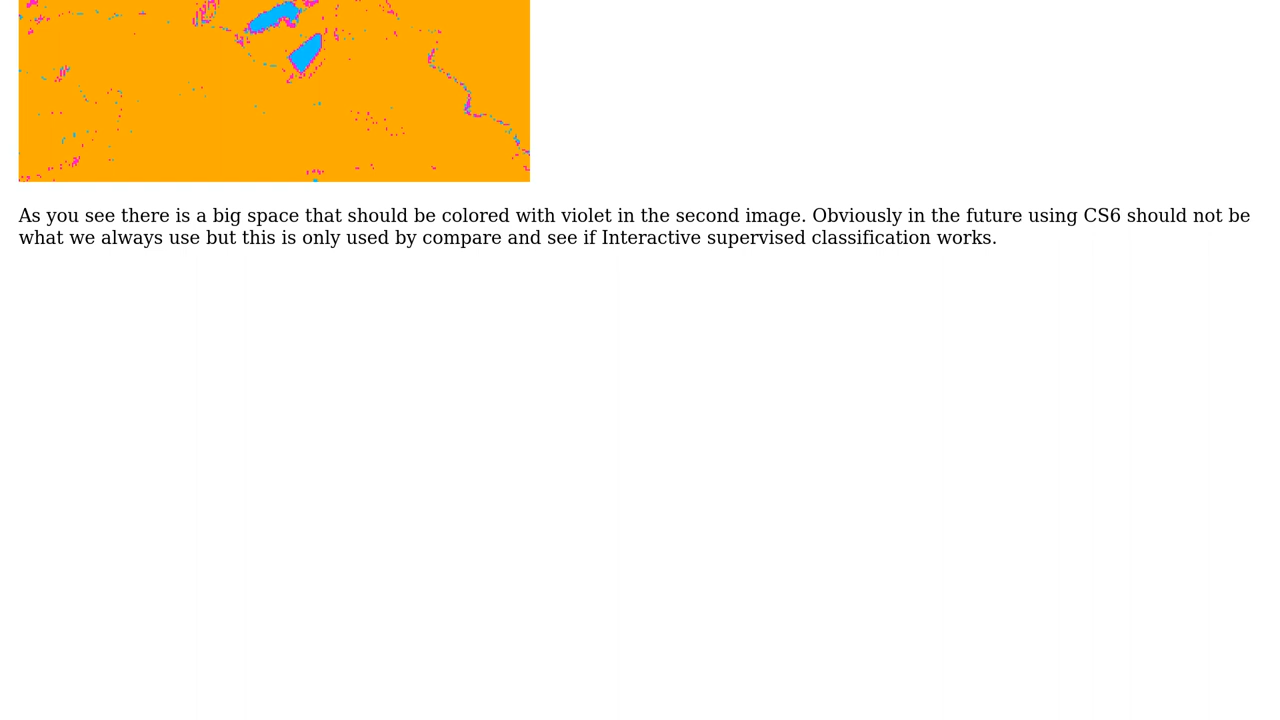 As you see there is a big space that should be colored with violet in the second image. Obviously in the future using CS6 should not be
what we always use but this is only used by compare and see if Interactive supervised classification works.